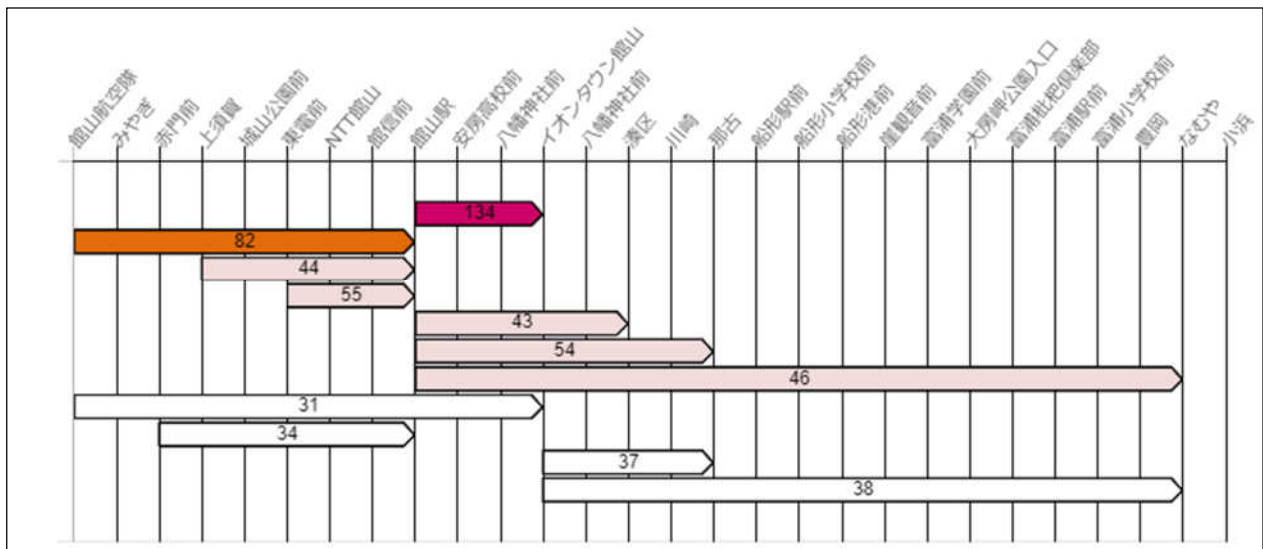 館山航空隊
みやぎ
赤門前
上須賀
城山公園前
東電前
NTT館山
館信前
館山駅
安房高校前
八幡神社前
イオンタウン館山
八幡神社前
湊区
川崎
那古
船形駅前
船形小学校前
船形港前
崖観音前
富浦学園前
大房岬公園入口
富浦枇杷倶楽部
富浦駅前
富浦小学校前
豊岡
なむや
小浜
134
82
44
55
43
54
46
31
34
37
38